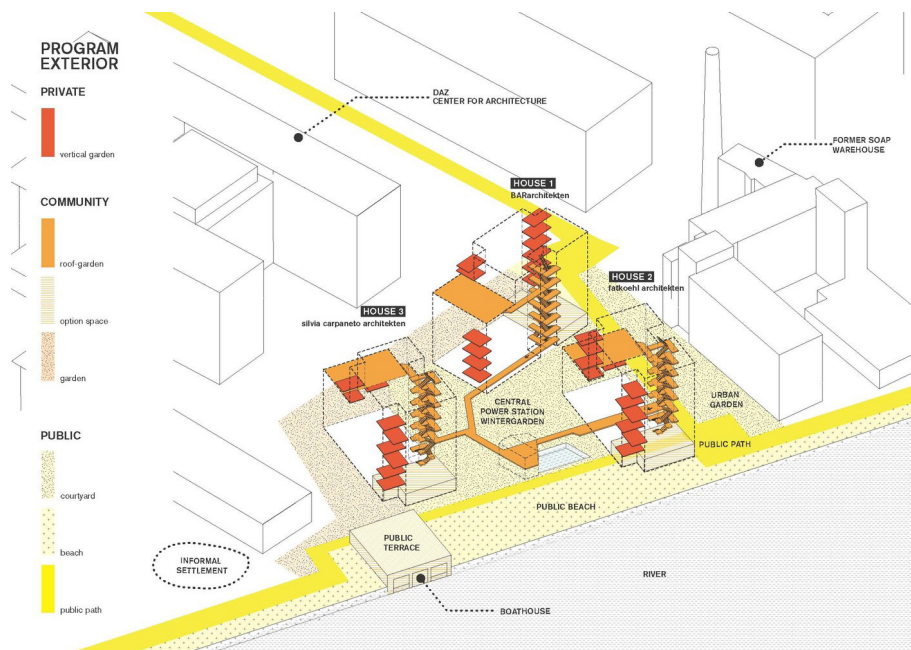 PROGRAM
EXTERIOR
PRIVATE
vertical garden
COMMUNITY
roof-garden
option space
garden
PUBLIC
courtyard
beach
public path
DAZ
CENTER FOR ARCHITECTURE
FORMER SOAP
WAREHOUSE
HOUSE 1
BARarchitekten
HOUSE 2
fatkoehl architekten
HOUSE 3
silvia carpaneto architekten
CENTRAL
POWER STATION
WINTERGARDEN
URBAN
GARDEN
PUBLIC PATH
PUBLIC BEACH
PUBLIC
TERRACE
INFORMAL
SETTLEMENT
RIVER
BOATHOUSE